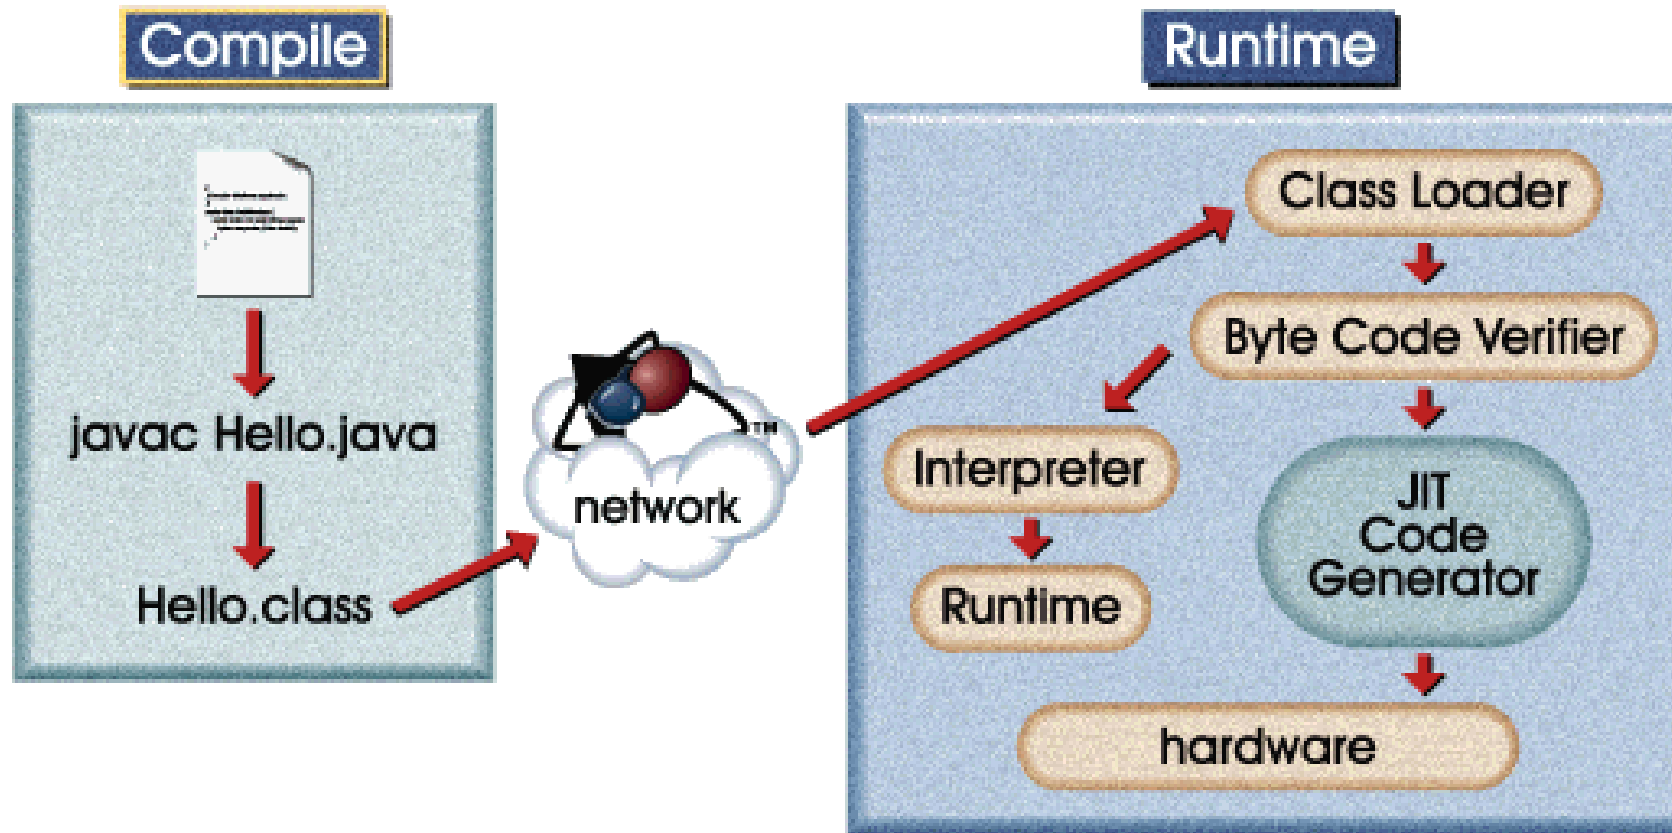 Compile
javac Hello.java
Hello.class
network
TM
Runtime
Class Loader
Byte Code Verifier
Interpreter
Runtime
JIT
Code
Generator
hardware